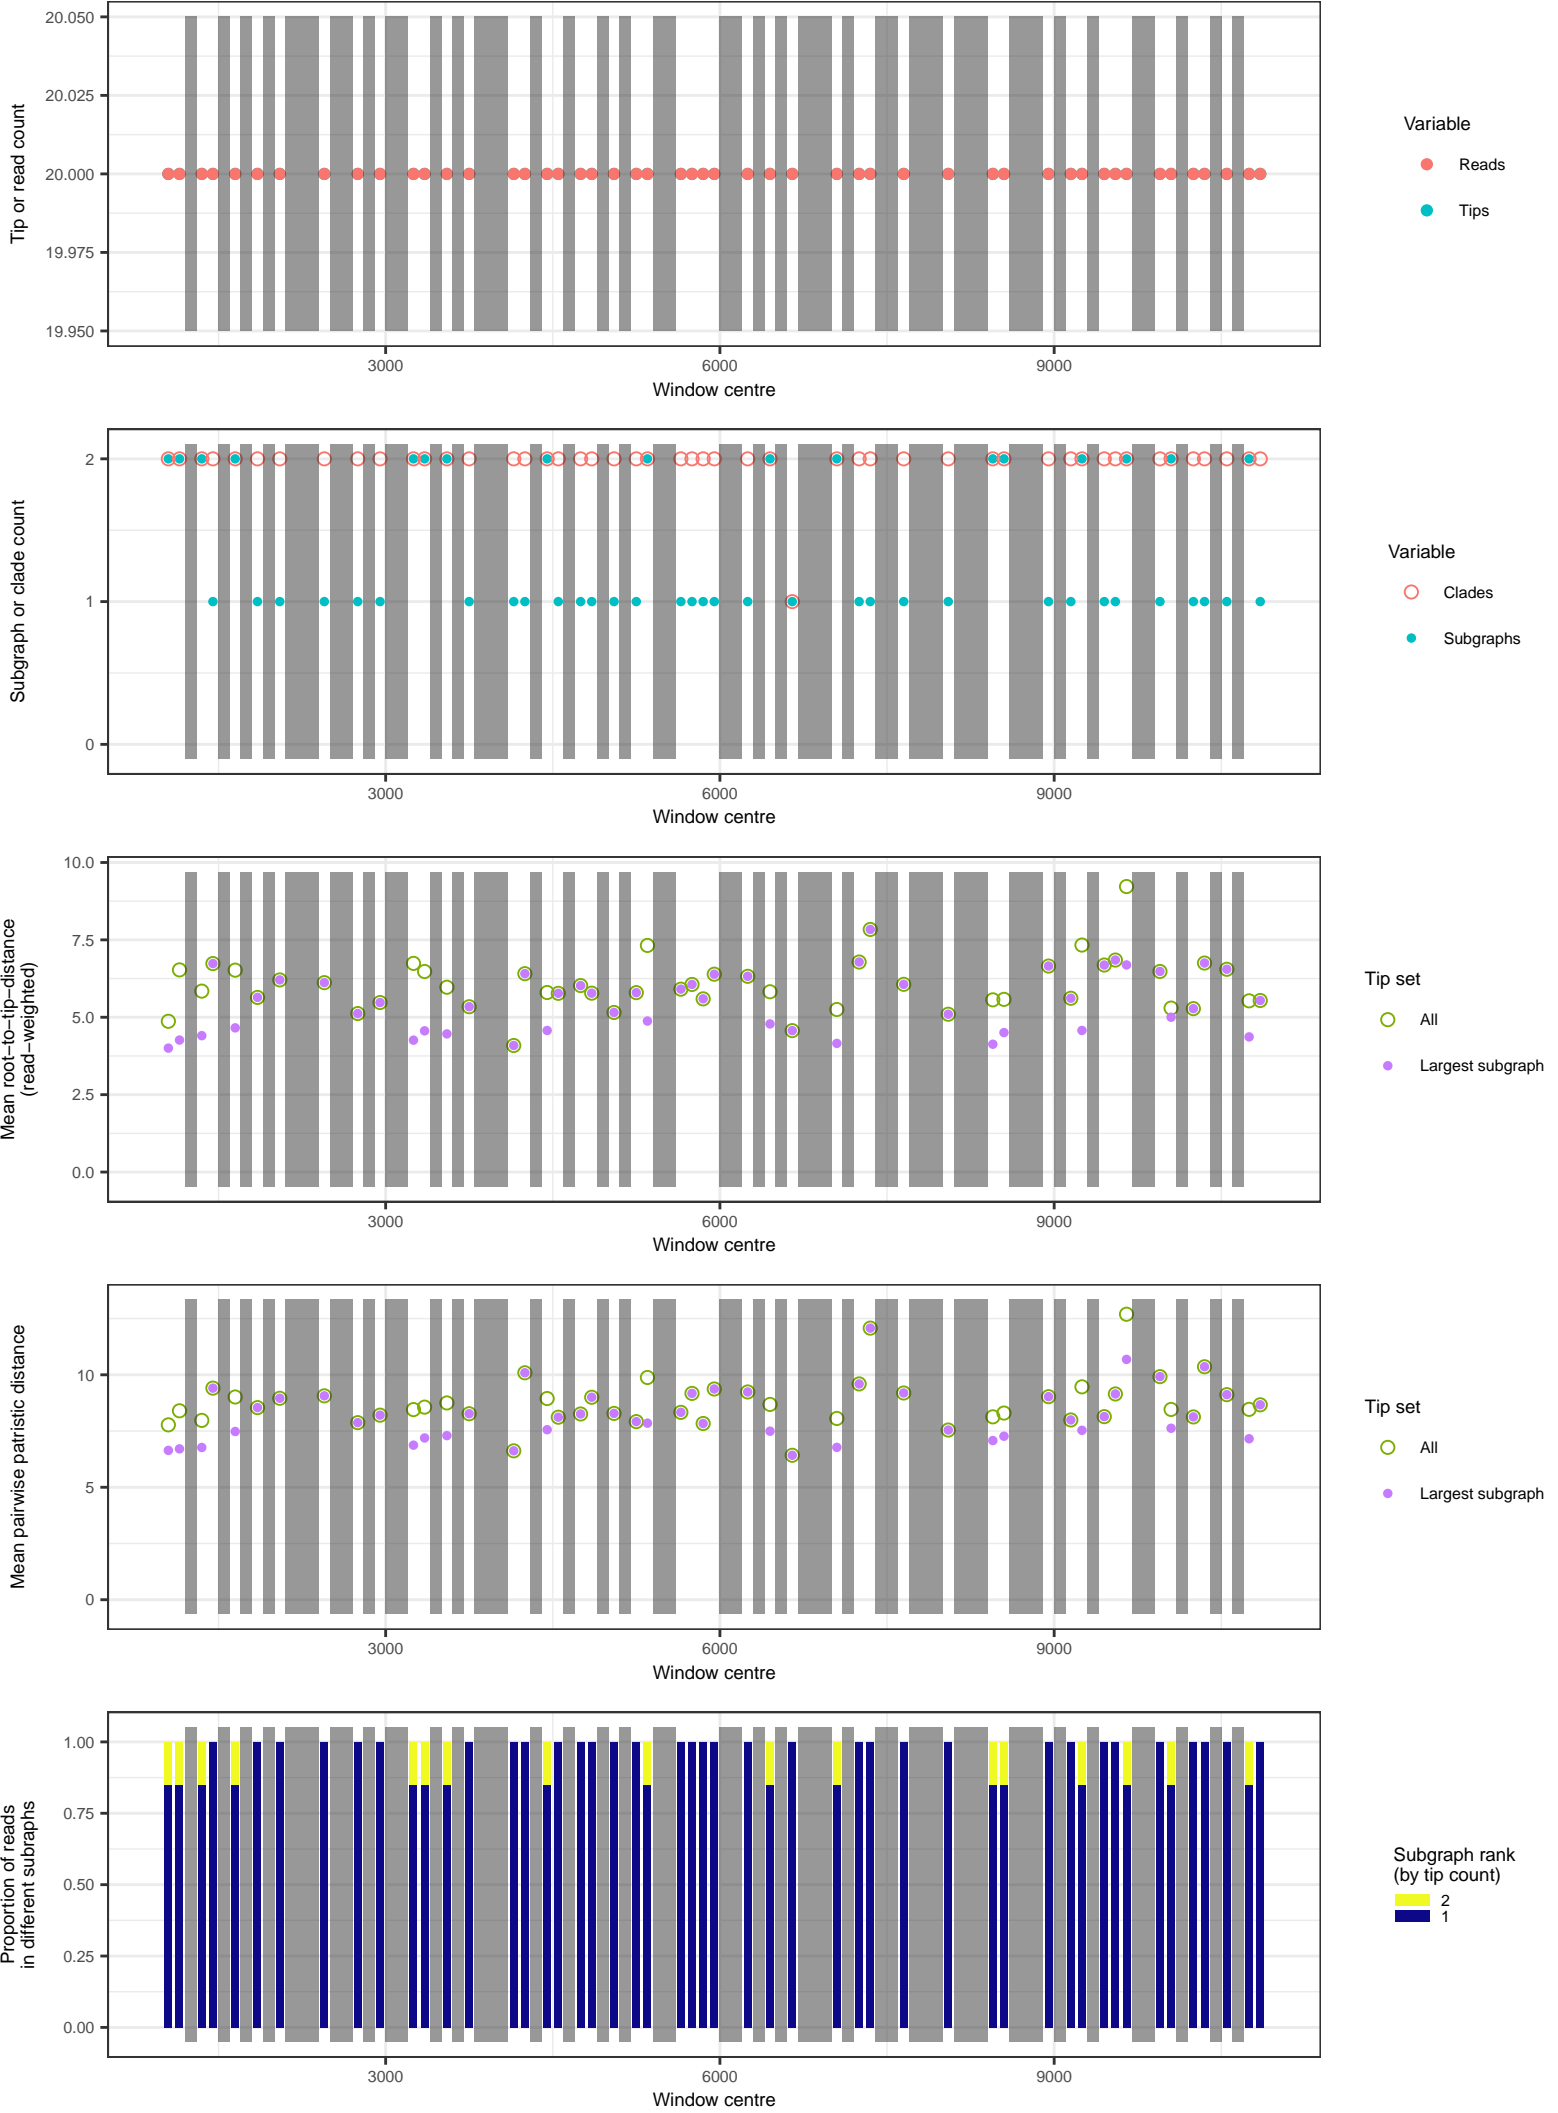 20.050
20.025
20.000
19.975
19.950
Tip or read count
3000
6000
9000
Window centre
Variable
Reads
Tips
2
1
0
Subgraph or clade count
3000
6000
9000
Window centre
Variable
Clades
Subgraphs
10.0
7.5
5.0
2.5
0.0
Mean root−to−tip−distance
(read−weighted)
3000
6000
9000
Window centre
Tip set
All
Largest subgraph
10
5
0
Mean pairwise patristic distance
3000
6000
9000
Window centre
Tip set
All
Largest subgraph
1.00
0.75
0.50
0.25
0.00
Proportion of reads
in different subraphs
3000
6000
9000
Window centre
Subgraph rank
(by tip count)
2
1